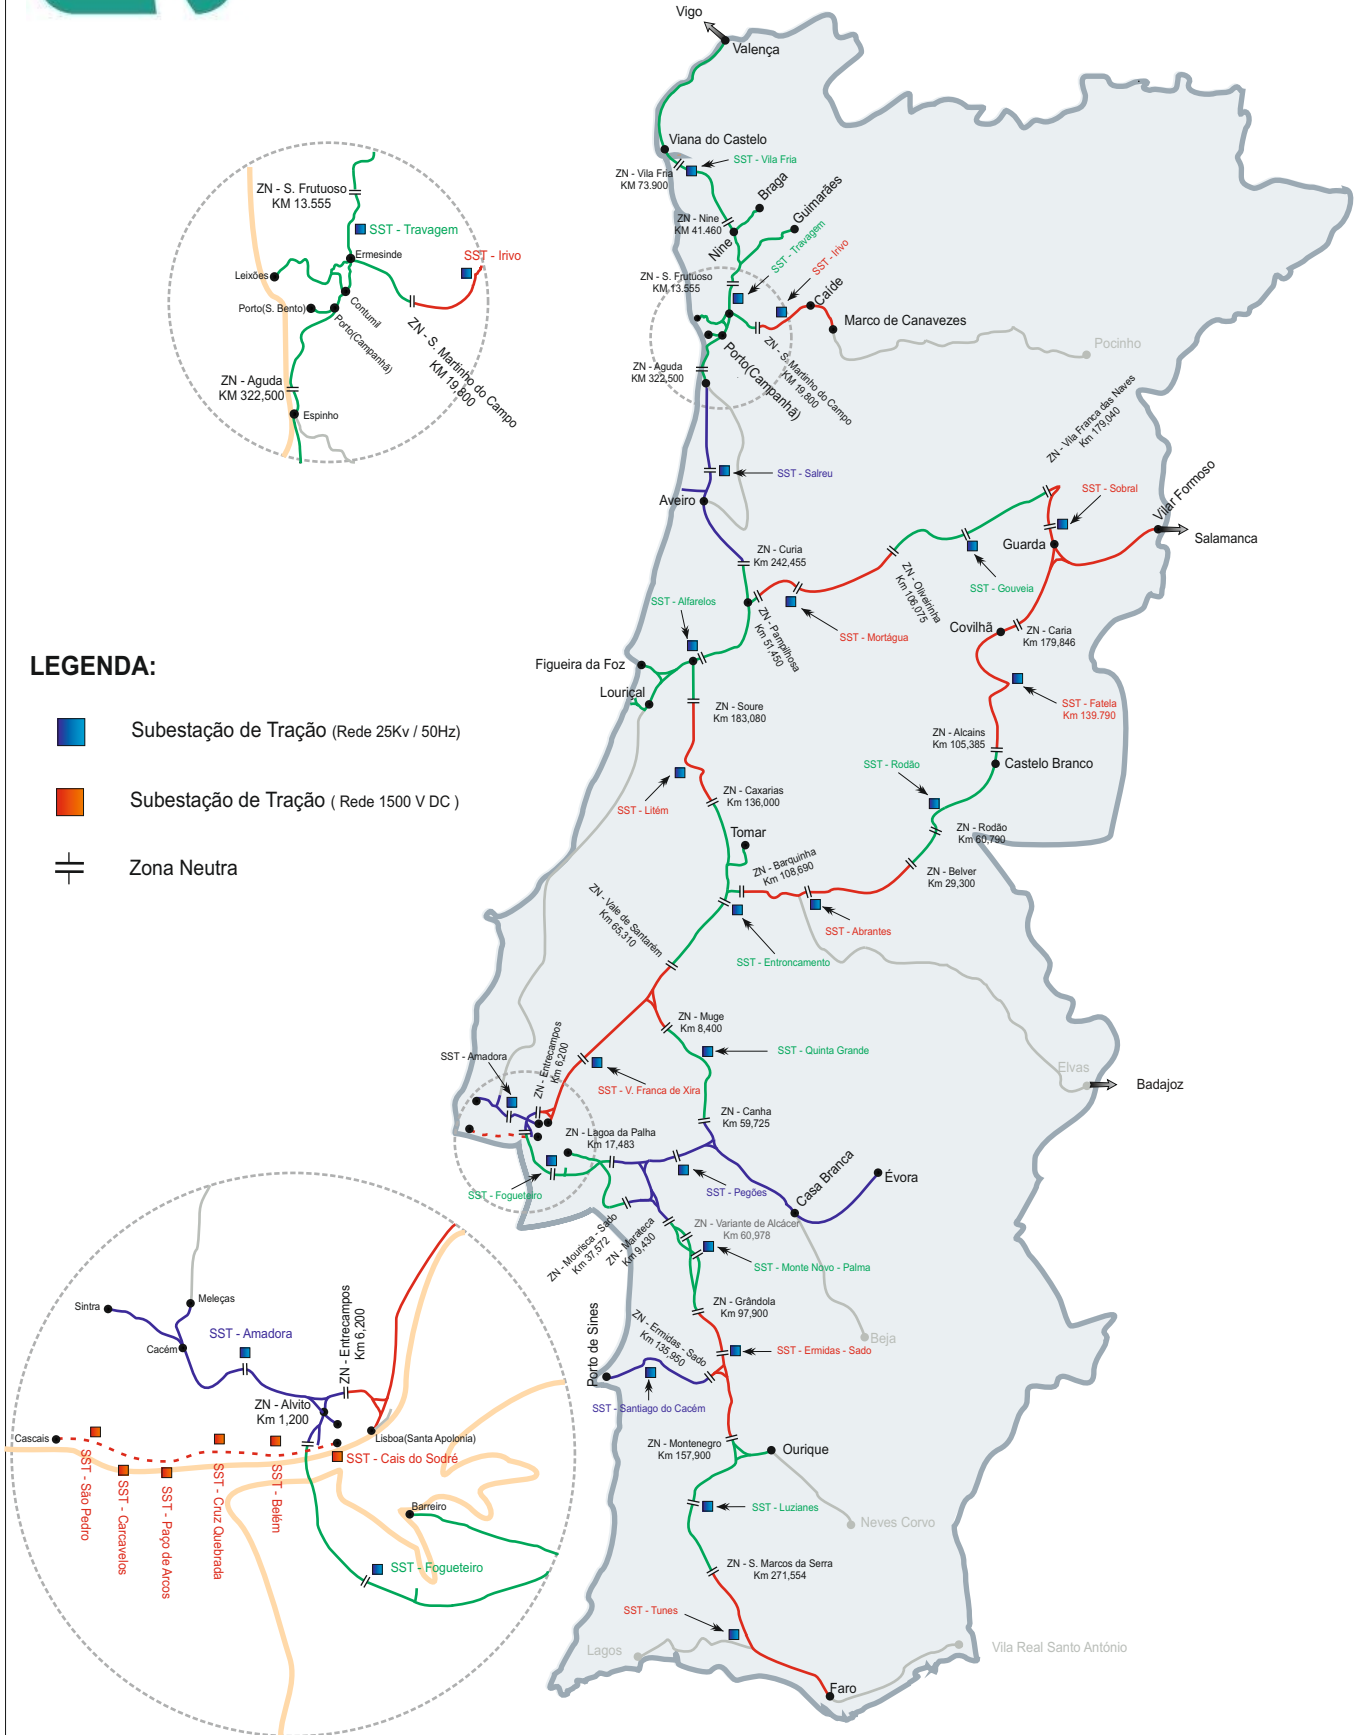 Vigo
Valença
Viana do Castelo
SST - Vila Fria
ZN - Vila Fria
KM 73.900
Braga
Guimarães
ZN - Nine
KM 41.460
Nine
SST - Travagem
SST - Irivo
ZN - S. Frutuoso
KM 13.555
Caíde
Marco de Canavezes
Pocinho
ZN - Aguda
KM 322,500
Porto(Campanhã)
ZN - S. Martinho do Campo
KM 19,800
ZN - S. Frutuoso
KM 13.555
SST - Travagem
Ermesinde
SST - Irivo
Leixões
Contumil
Porto(S. Bento)
Porto(Campanhã)
ZN - S. Martinho do Campo
KM 19,800
ZN - Aguda
KM 322,500
Espinho
ZN - Vila Franca das Naves
Km 179,040
SST - Salreu
Aveiro
SST - Sobral
Vilar Formoso
Salamanca
Guarda
ZN - Curia
Km 242,455
ZN - Oliveirinha
Km 106,075
SST - Gouveia
SST - Alfarelos
ZN - Pampilhosa
Km 51,450
SST - Mortágua
Covilhã
ZN - Caria
Km 179,846
LEGENDA:
Figueira da Foz
Louriçal
SST - Fatela
Km 139.790
ZN - Soure
Km 183,080
ZN - Alcains
Km 105,385
Subestação de Tração (Rede 25Kv / 50Hz)
Castelo Branco
SST - Rodão
Subestação de Tração ( Rede 1500 V DC )
SST - Litém
ZN - Caxarias
Km 136,000
Tomar
ZN - Rodão
Km 60,790
Zona Neutra
ZN - Barquinha
Km 108,690
ZN - Belver
Km 29,300
ZN - Vale de Santarém
Km 65,310
SST - Abrantes
SST - Entroncamento
ZN - Muge
Km 8,400
SST - Quinta Grande
SST - Amadora
ZN - Entrecampos
Km 6,200
SST - V. Franca de Xira
Elvas
Badajoz
ZN - Canha
Km 59,725
ZN - Lagoa da Palha
Km 17,483
SST - Fogueteiro
SST - Pegões
Casa Branca
Évora
ZN - Mourisca - Sado
Km 37,572
ZN - Marateca
Km 9,430
ZN - Variante de Alcácer
Km 60,978
SST - Monte Novo - Palma
ZN - Grândola
Km 97,900
Porto de Sines
ZN - Ermidas - Sado
Km 135,950
SST - Ermidas - Sado
Beja
SST - Santiago do Cacém
ZN - Montenegro
Km 157,900
Ourique
SST - Luzianes
Neves Corvo
ZN - S. Marcos da Serra
Km 271,554
SST - Tunes
Lagos
Vila Real Santo António
Faro
Sintra
Meleças
SST - Amadora
Cacém
ZN - Entrecampos
Km 6,200
ZN - Alvito
Km 1,200
Cascais
Lisboa(Santa Apolonia)
SST - Cais do Sodré
SST - São Pedro
SST - Carcavelos
SST - Paço de Arcos
SST - Cruz Quebrada
SST - Belém
Barreiro
SST - Fogueteiro